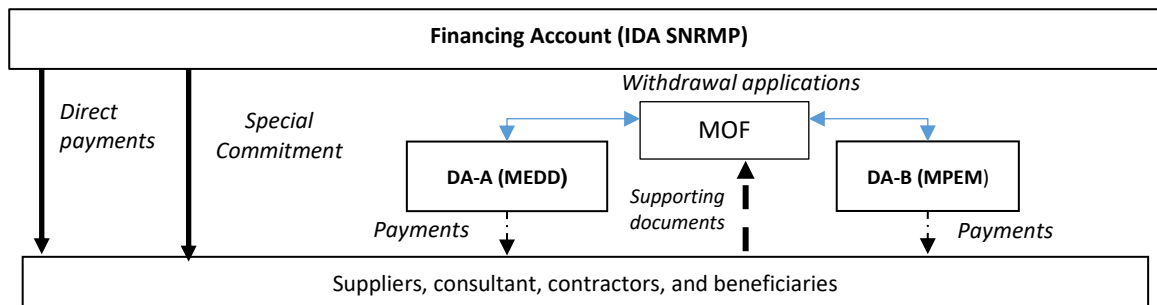 Financing Account (IDA SNRMP)
Withdrawal applications
Direct
payments
Special
Commitment
MOF
DA-A (MEDD)
Supporting
documents
DA-B (MPEM)
Payments
Payments
Suppliers, consultant, contractors, and beneficiaries